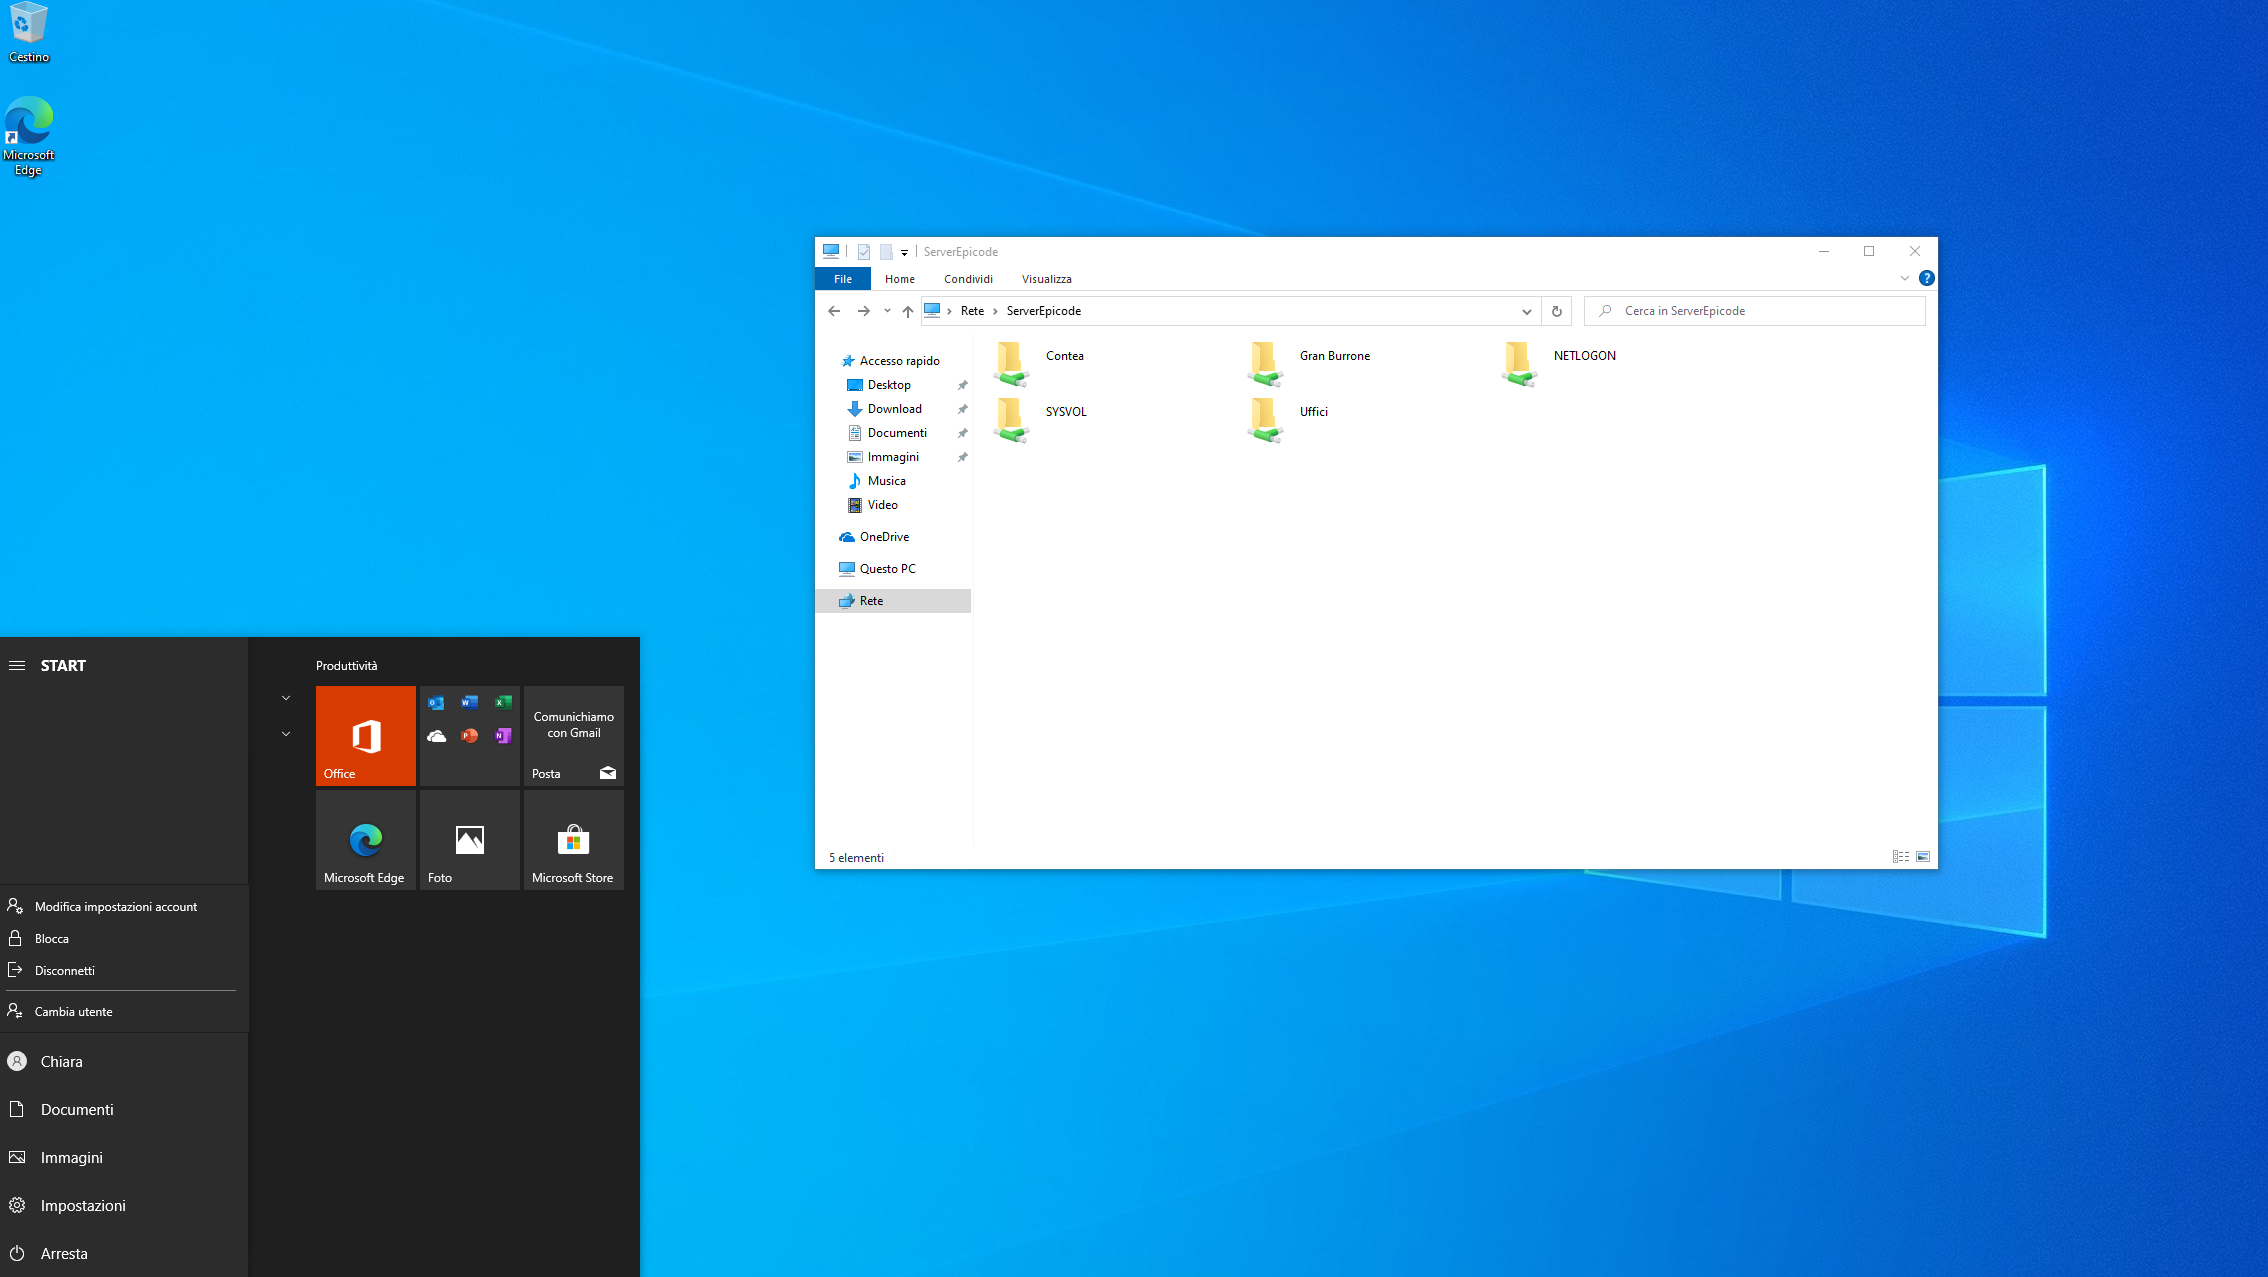 Cestino
Microsoft
Edge
ServerEpicode
File
Home
Condividi
Visualizza
Rete
ServerEpicode
Cerca in ServerEpicode
Accesso rapido
Desktop
Download
Documenti
Immagini
Musica
Video
OneDrive
Questo PC
Rete
Contea
Gran Burrone
NETLOGON
SYSVOL
Uffici
5 elementi
START
Produttività
Office
Comunichiamo
con Gmail
Posta
Microsoft Edge
Foto
Microsoft Store
Modifica impostazioni account
Blocca
Disconnetti
Cambia utente
Chiara
Documenti
Immagini
Impostazioni
Arresta